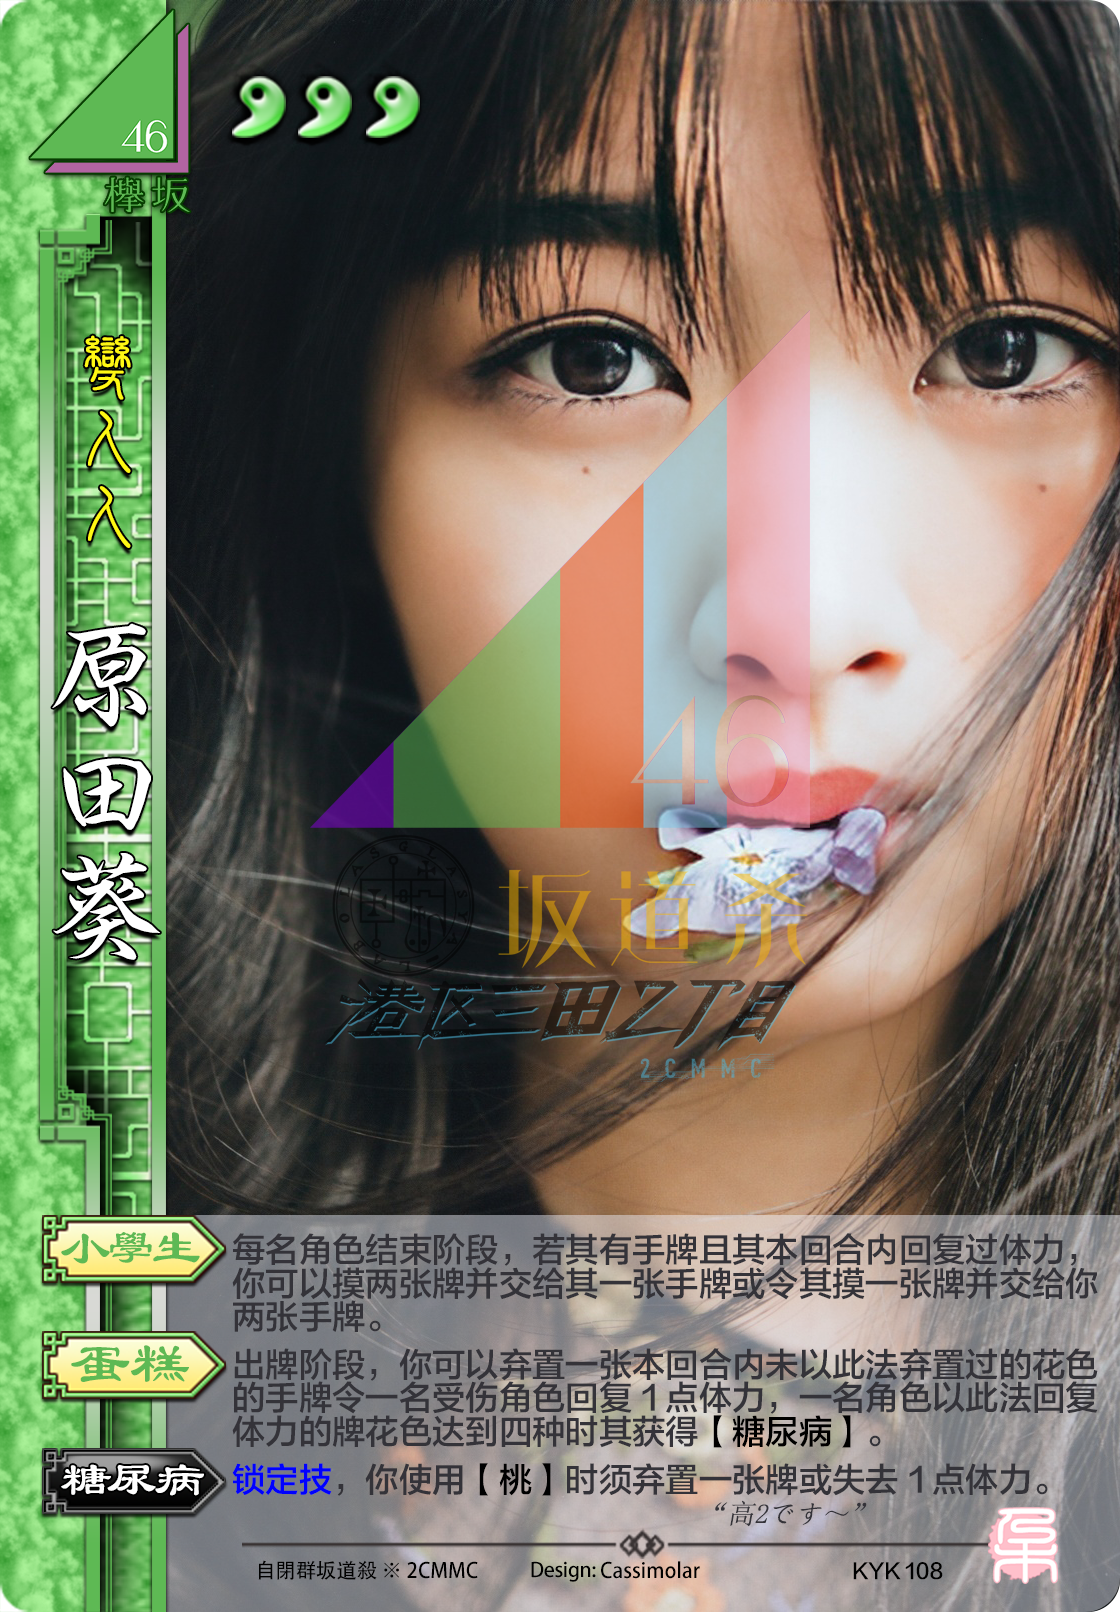 46
欅坂
變人人
原田葵
46
坂道杀
港区三田乙丁目
2CMMC
小學生
每名角色结束阶段，若其有手牌且其本回合内回复过体力，
你可以摸两张牌并交给其一张手牌或令其摸一张牌并交给你
两张手牌。
蛋糕
出牌阶段，你可以弃置一张本回合内未以此法弃置过的花色
的手牌令一名受伤角色回复1点体力，一名角色以此法回复
体力的牌花色达到四种时其获得【糖尿病】。
糖尿病
锁定技，你使用【桃】时须弃置一张牌或失去1点体力。
“高2です～”
自閉群坂道殺 ※ 2CMMC
Design: Cassimolar
KYK 108